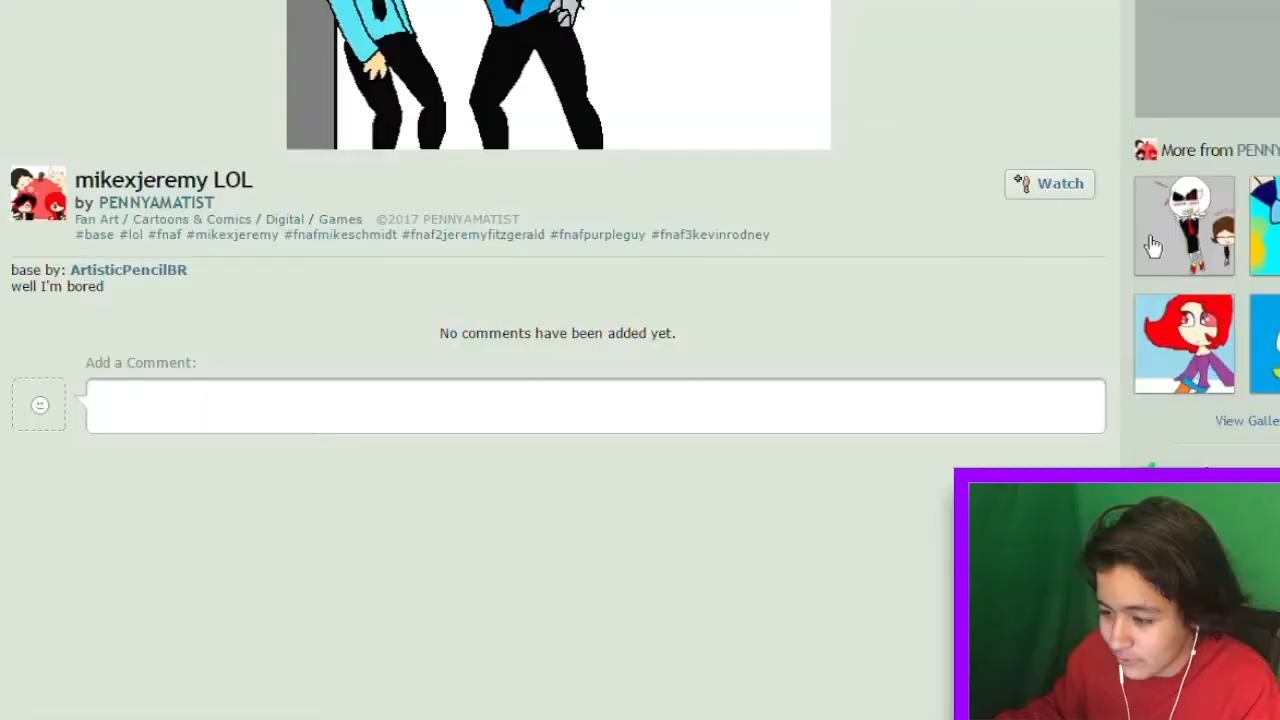 mikexjeremy LOL
by PENNYAMATIST
Fan Art / Cartoons & Comics / Digital / Games ©2017 PENNYAMATIST
#base #lol #fnaf #mikexjeremy #fnafmikeschmidt #fnaf2jeremyfitzgerald #fnafpurpleguy #fnaf3kevinrodney
Watch
base by: ArtisticPencilBR
well I'm bored
No comments have been added yet.
Add a Comment:
More from PENNY
View Galle